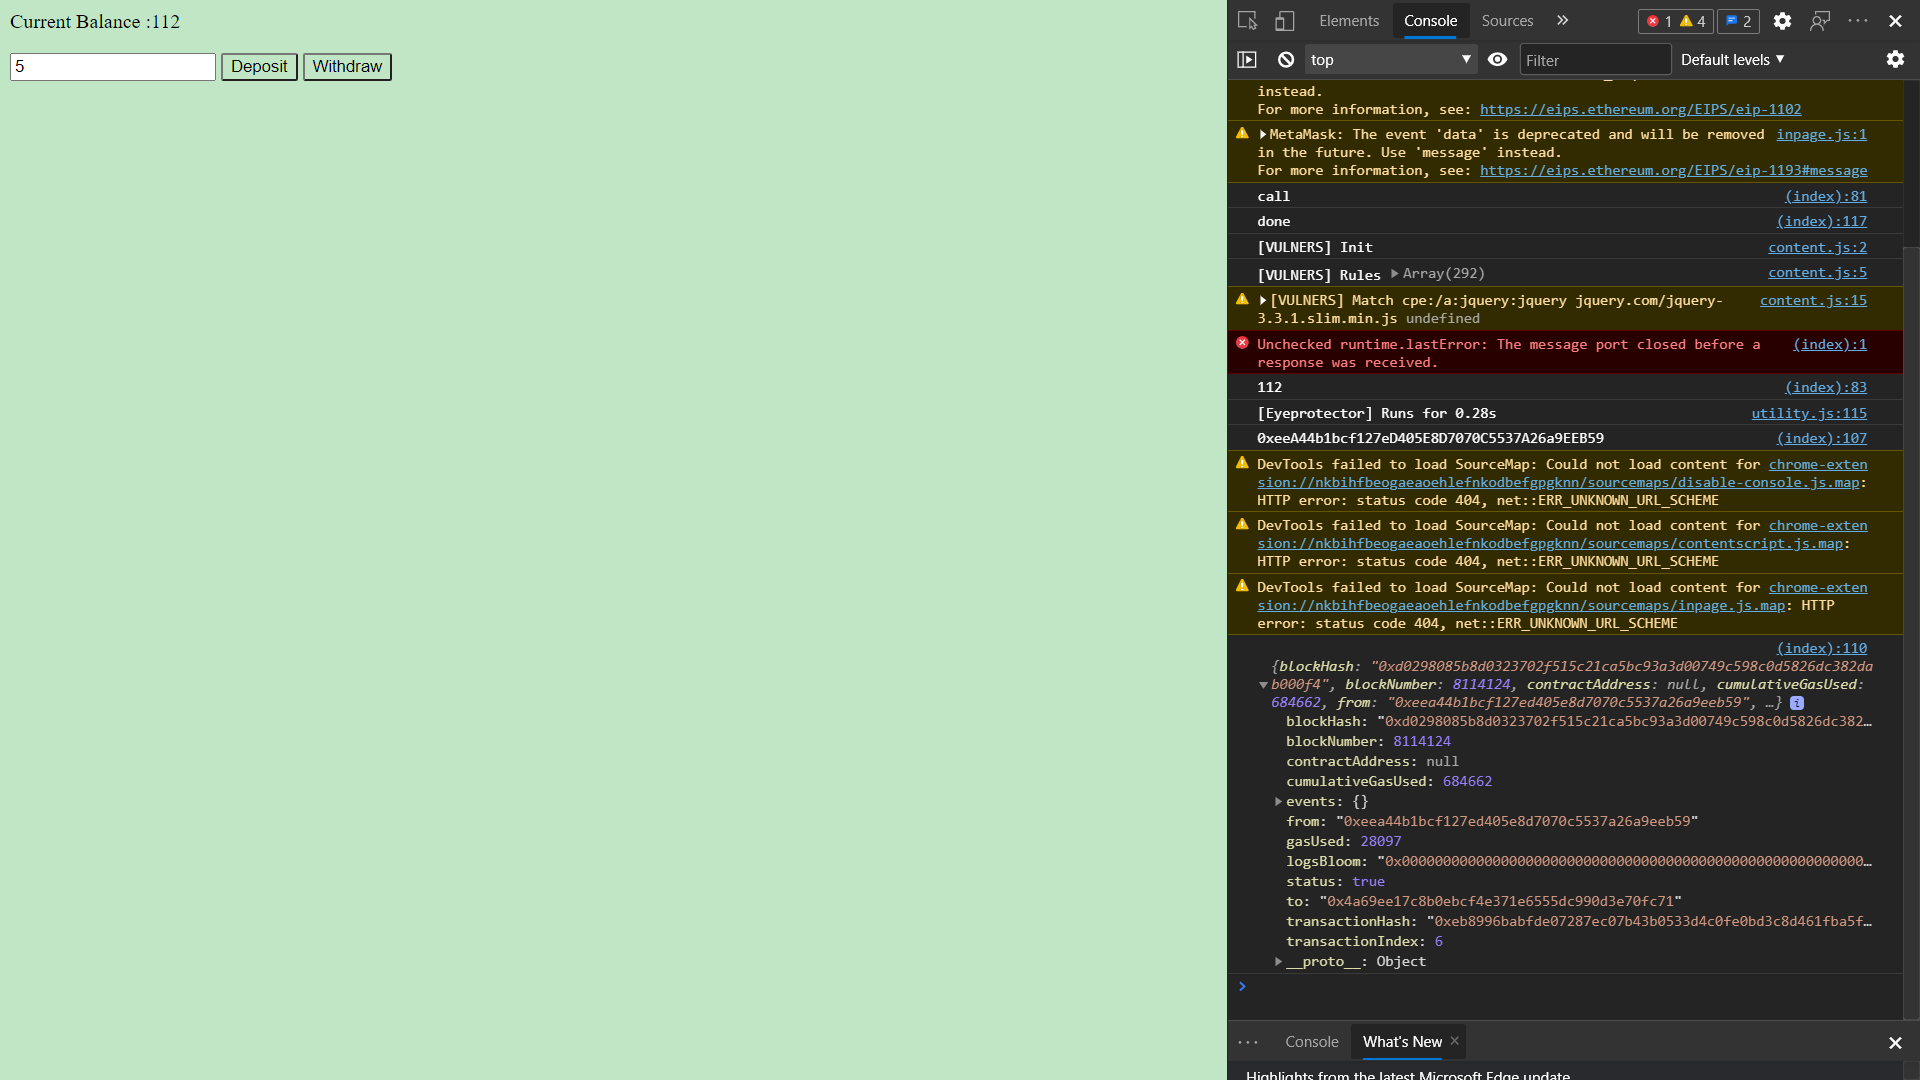 Current Balance :112
5
Deposit
Withdraw
Elements
Console
Sources
1
4
2
top
Filter
Default levels
instead.
For more information, see: https://eips.ethereum.org/EIPS/eip-1102
MetaMask: The event 'data' is deprecated and will be removed inpage.js:1
in the future. Use 'message' instead.
For more information, see: https://eips.ethereum.org/EIPS/eip-1193#message
call (index):81
done (index):117
[VULNERS] Init content.js:2
[VULNERS] Rules Array(292) content.js:5
[VULNERS] Match cpe:/a:jquery:jquery jquery.com/jquery- content.js:15
3.3.1.slim.min.js undefined
Unchecked runtime.lastError: The message port closed before a (index):1
response was received.
112 (index):83
[Eyeprotector] Runs for 0.28s utility.js:115
0xeeA44b1bcf127eD405E8D7070C5537A26a9EEB59 (index):107
DevTools failed to load SourceMap: Could not load content for chrome-exten
sion://nkbihfbeogaeaoehlefnkodbefgpgknn/sourcemaps/disable-console.js.map:
HTTP error: status code 404, net::ERR_UNKNOWN_URL_SCHEME
DevTools failed to load SourceMap: Could not load content for chrome-exten
sion://nkbihfbeogaeaoehlefnkodbefgpgknn/sourcemaps/contentscript.js.map:
HTTP error: status code 404, net::ERR_UNKNOWN_URL_SCHEME
DevTools failed to load SourceMap: Could not load content for chrome-exten
sion://nkbihfbeogaeaoehlefnkodbefgpgknn/sourcemaps/inpage.js.map: HTTP
error: status code 404, net::ERR_UNKNOWN_URL_SCHEME
(index):110
{blockHash: "0xd0298085b8d0323702f515c21ca5bc93a3d00749c598c0d5826dc382da
b000f4", blockNumber: 8114124, contractAddress: null, cumulativeGasUsed:
684662, from: "0xeea44b1bcf127ed405e8d7070c5537a26a9eeb59", …}
blockHash: "0xd0298085b8d0323702f515c21ca5bc93a3d00749c598c0d5826dc382…
blockNumber: 8114124
contractAddress: null
cumulativeGasUsed: 684662
events: {}
from: "0xeea44b1bcf127ed405e8d7070c5537a26a9eeb59"
gasUsed: 28097
logsBloom: "0x0000000000000000000000000000000000000000000000000000000000…
status: true
to: "0x4a69ee17c8b0ebcf4e371e6555dc990d3e70fc71"
transactionHash: "0xeb8996babfde07287ec07b43b0533d4c0fe0bd3c8d461fba5f…
transactionIndex: 6
__proto__: Object
Console
What's New
Highlights from the latest Microsoft Edge update